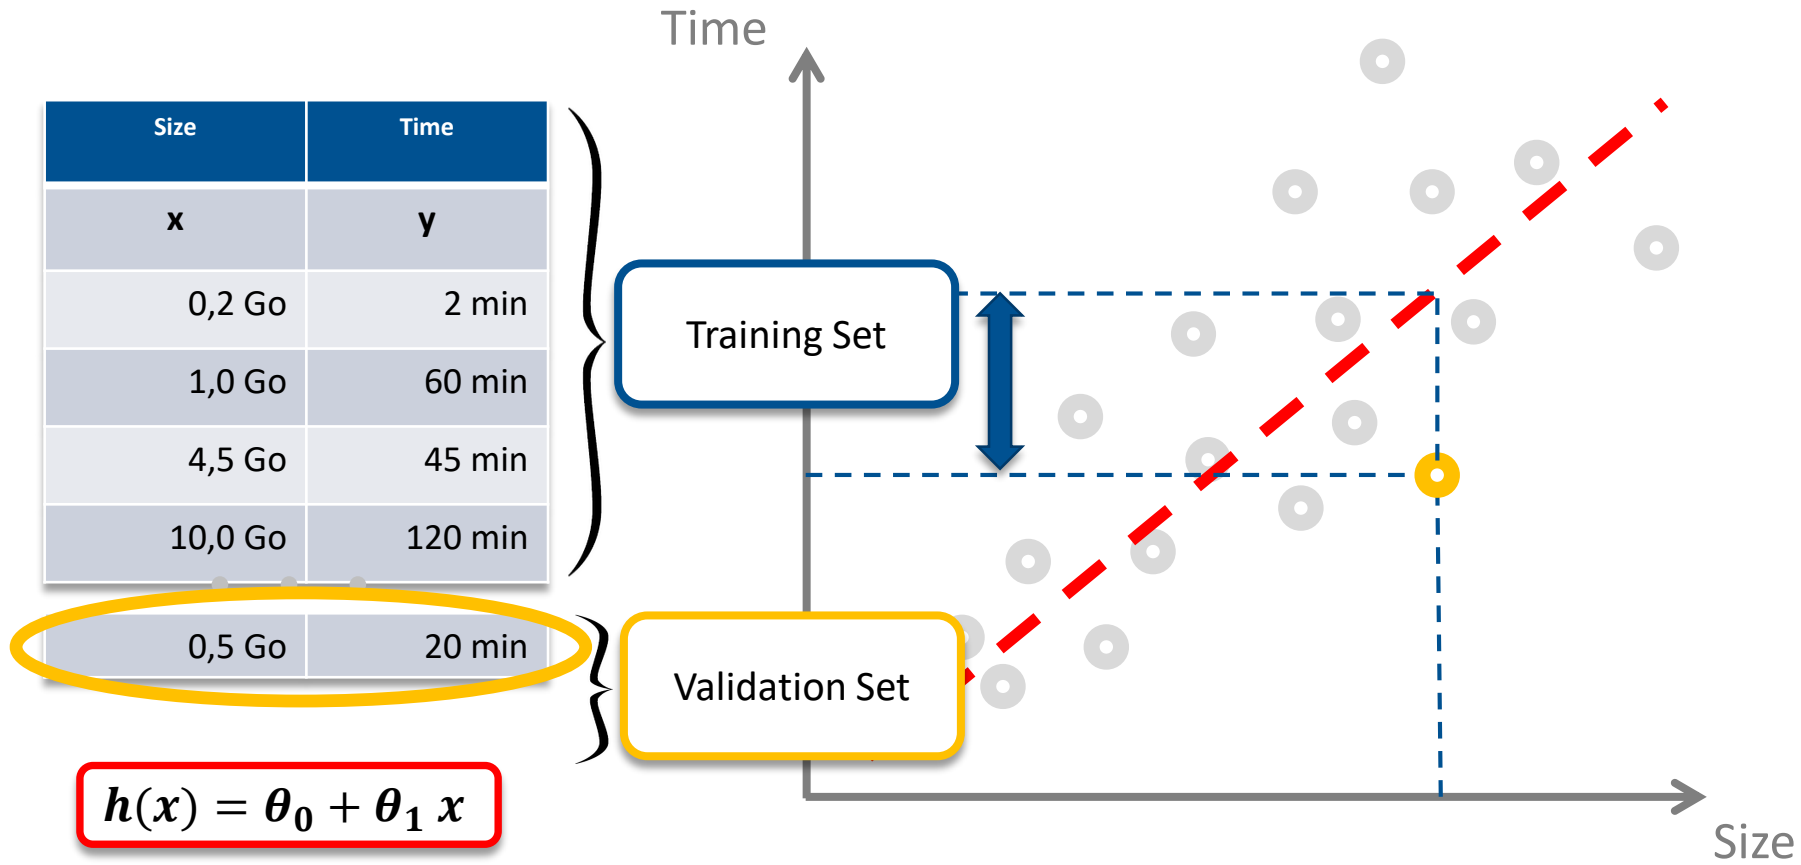 Time
Size Time
x y
0,2 Go 2 min
1,0 Go 60 min
4,5 Go 45 min
10,0 Go 120 min
0,5 Go 20 min
Training Set
Validation Set
h(x) = θ₀ + θ₁ x
Size